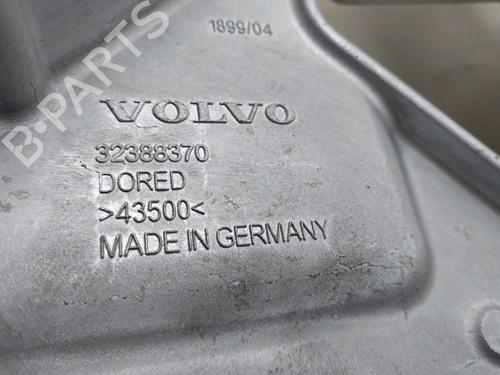 1899/04
VOLVO
32388370
DORED
>43500<
MADE IN GERMANY
B-PARTS